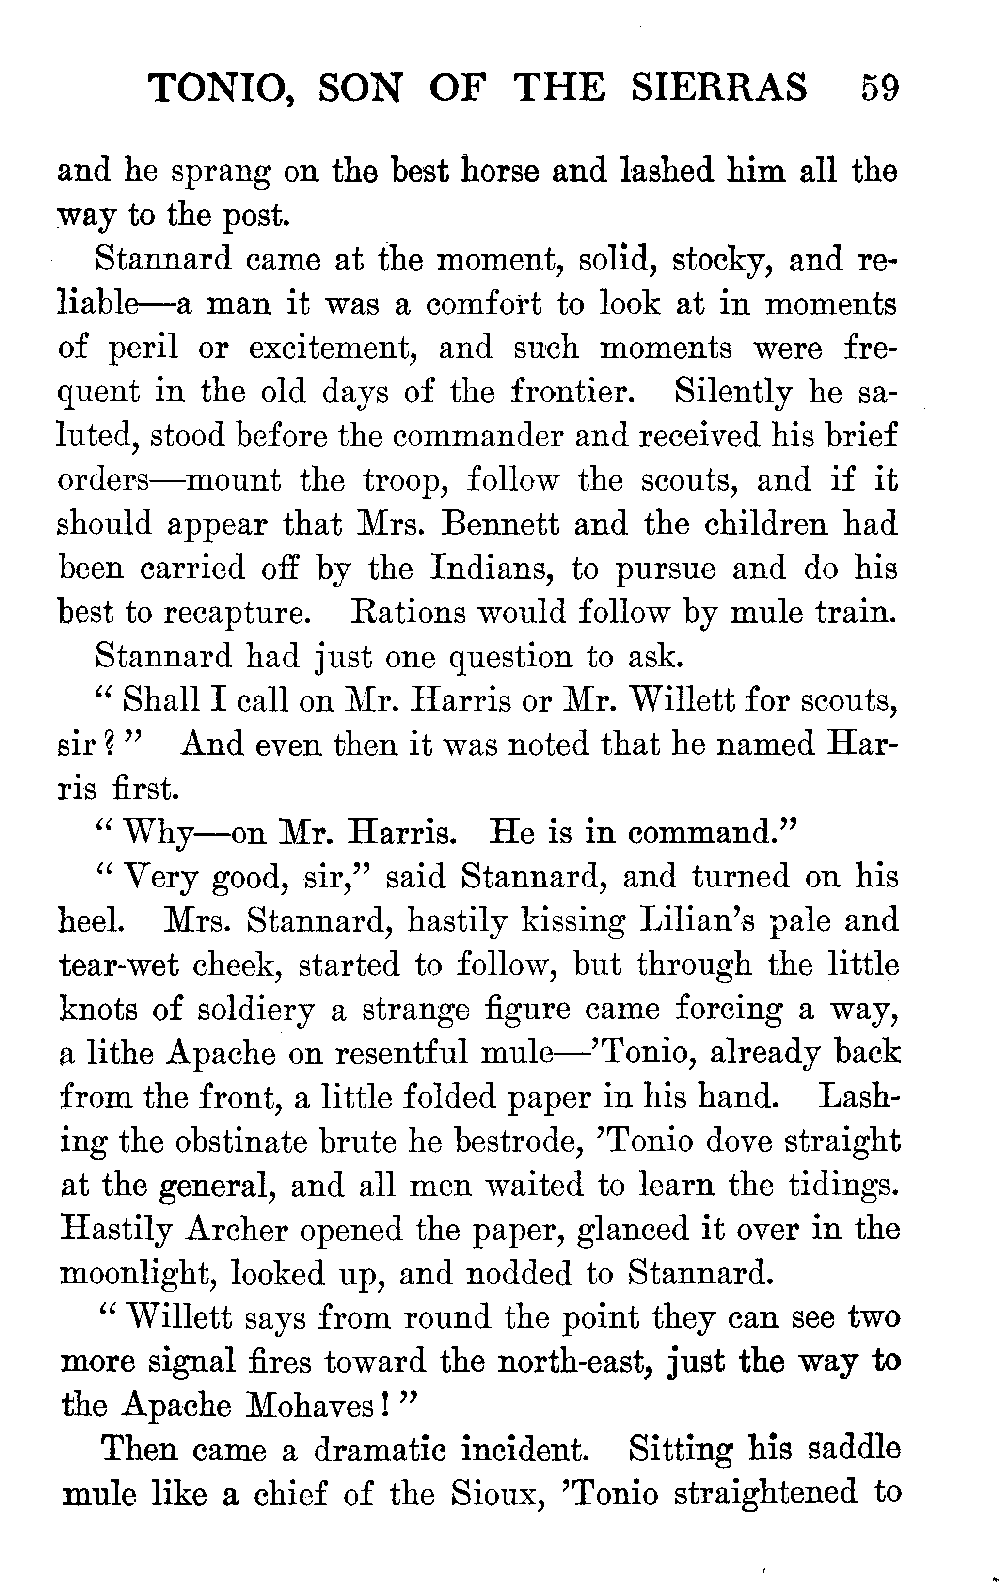 TONIO, SON OF THE SIERRAS 59
and he sprang on the best horse and lashed him all the
way to the post.
Stannard came at the moment, solid, stocky, and re-
liable—a man it was a comfort to look at in moments
of peril or excitement, and such moments were fre-
quent in the old days of the frontier. Silently he sa-
luted, stood before the commander and received his brief
orders—mount the troop, follow the scouts, and if it
should appear that Mrs. Bennett and the children had
been carried off by the Indians, to pursue and do his
best to recapture. Rations would follow by mule train.
Stannard had just one question to ask.
“ Shall I call on Mr. Harris or Mr. Willett for scouts,
sir ? ” And even then it was noted that he named Har-
ris first.
“ Why—on Mr. Harris. He is in command.”
“ Very good, sir,” said Stannard, and turned on his
heel. Mrs. Stannard, hastily kissing Lilian’s pale and
tear-wet cheek, started to follow, but through the little
knots of soldiery a strange figure came forcing a way,
a lithe Apache on resentful mule—’Tonio, already back
from the front, a little folded paper in his hand. Lash-
ing the obstinate brute he bestrode, ’Tonio dove straight
at the general, and all men waited to learn the tidings.
Hastily Archer opened the paper, glanced it over in the
moonlight, looked up, and nodded to Stannard.
“ Willett says from round the point they can see two
more signal fires toward the north-east, just the way to
the Apache Mohaves ! ”
Then came a dramatic incident. Sitting his saddle
mule like a chief of the Sioux, ’Tonio straightened to